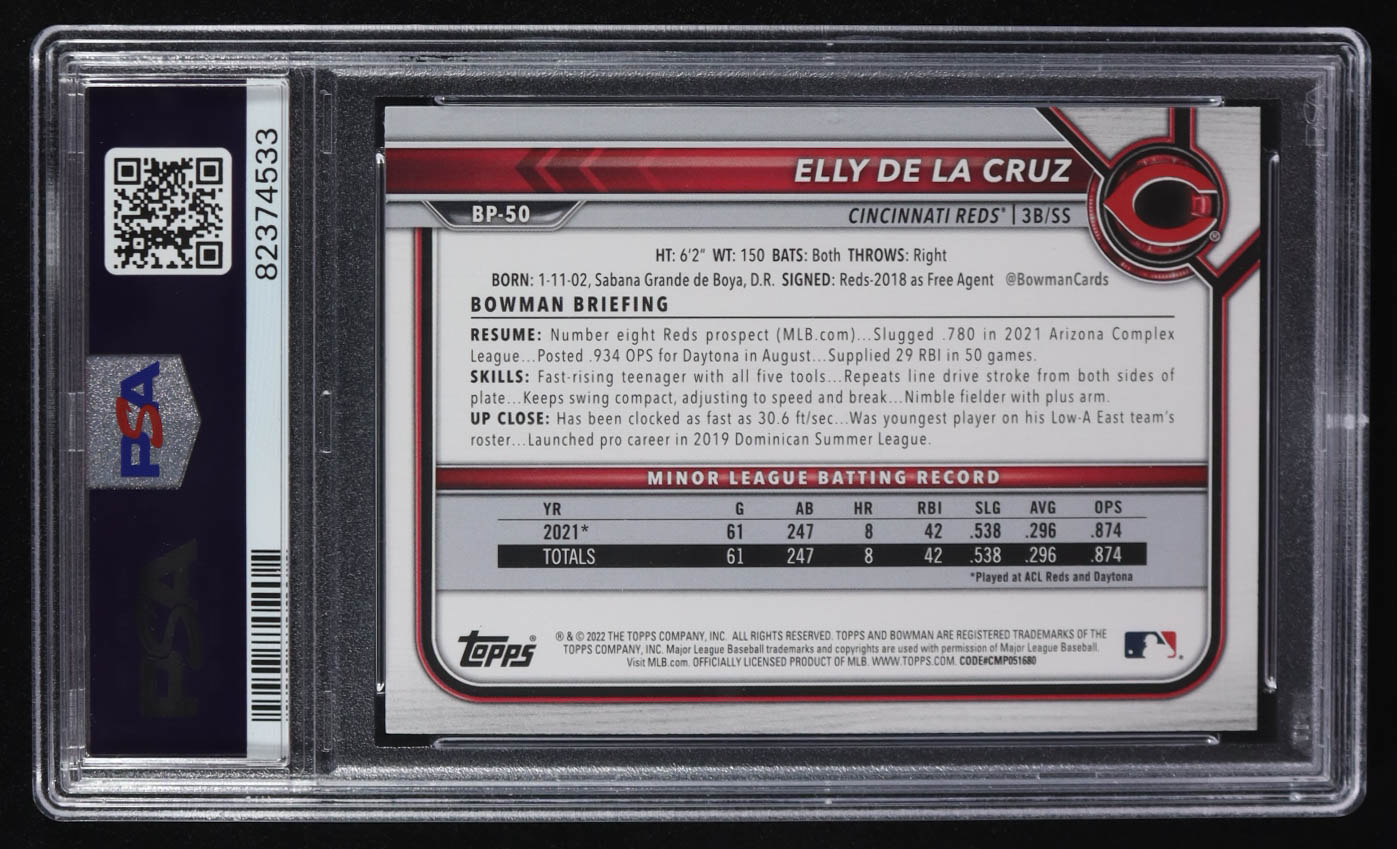 82374533
PSA
PSA
ELLY DE LA CRUZ
BP-50
CINCINNATI REDS® | 3B/SS
C®
HT: 6'2" WT: 150 BATS: Both THROWS: Right
BORN: 1-11-02, Sabana Grande de Boya, D.R. SIGNED: Reds-2018 as Free Agent @BowmanCards
BOWMAN BRIEFING
RESUME: Number eight Reds prospect (MLB.com)...Slugged .780 in 2021 Arizona Complex
League...Posted .934 OPS for Daytona in August...Supplied 29 RBI in 50 games.
SKILLS: Fast-rising teenager with all five tools...Repeats line drive stroke from both sides of
plate...Keeps swing compact, adjusting to speed and break...Nimble fielder with plus arm.
UP CLOSE: Has been clocked as fast as 30.6 ft/sec...Was youngest player on his Low-A East team's
roster...Launched pro career in 2019 Dominican Summer League.
MINOR LEAGUE BATTING RECORD
YR G AB HR RBI SLG AVG OPS
2021* 61 247 8 42 .538 .296 .874
TOTALS 61 247 8 42 .538 .296 .874
*Played at ACL Reds and Daytona
Topps®
® & © 2022 THE TOPPS COMPANY, INC. ALL RIGHTS RESERVED. TOPPS AND BOWMAN ARE REGISTERED TRADEMARKS OF THE
TOPPS COMPANY, INC. Major League Baseball trademarks and copyrights are used with permission of Major League Baseball.
Visit MLB.com. OFFICIALLY LICENSED PRODUCT OF MLB. WWW.TOPPS.COM. CODE#CMP051680